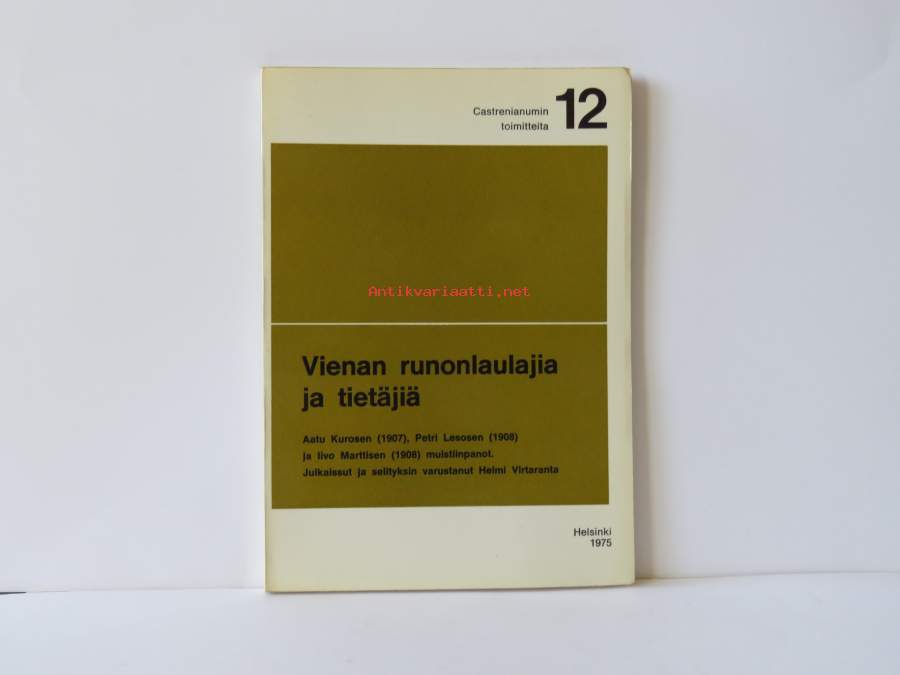 Castrenianumin
toimitteita
12
Antikvariaatti.net
Vienan runonlaulajia
ja tietäjiä
Aatu Kurosen (1907), Petri Lesosen (1908)
ja Iivo Marttisen (1908) muistiinpanot.
Julkaissut ja selityksin varustanut Helmi Virtaranta
Helsinki
1975